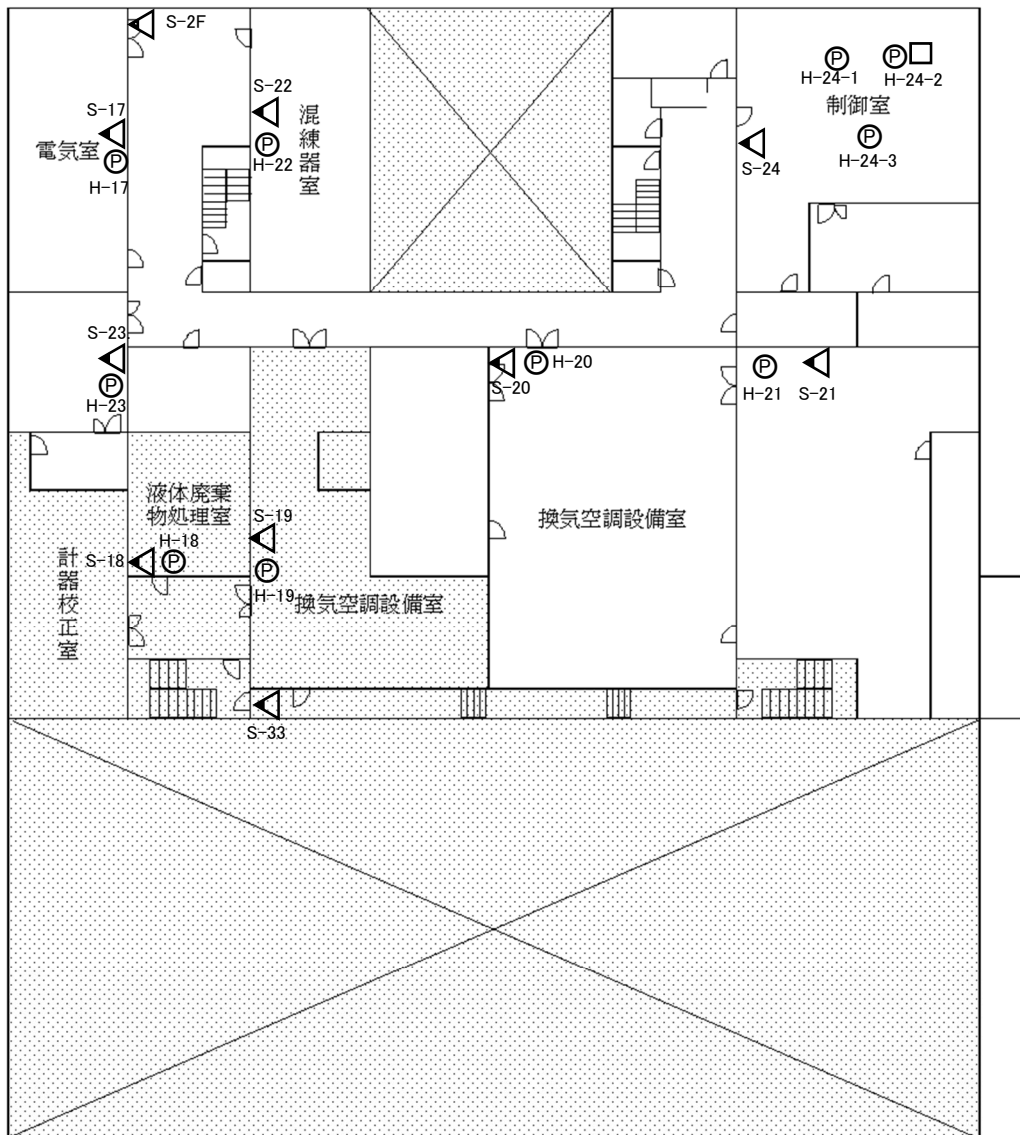 S-2F
S-17
電気室
P
H-17
S-22
P
H-22
混練器室
P
H-24-1
P
H-24-2
制御室
P
H-24-3
S-24
S-23
P
H-23
S-20
P
H-20
P
H-21
S-21
液体廃棄
物処理室
H-18
S-18
P
S-19
P
H-19
換気空調設備室
換気空調設備室
計器校正室
S-33